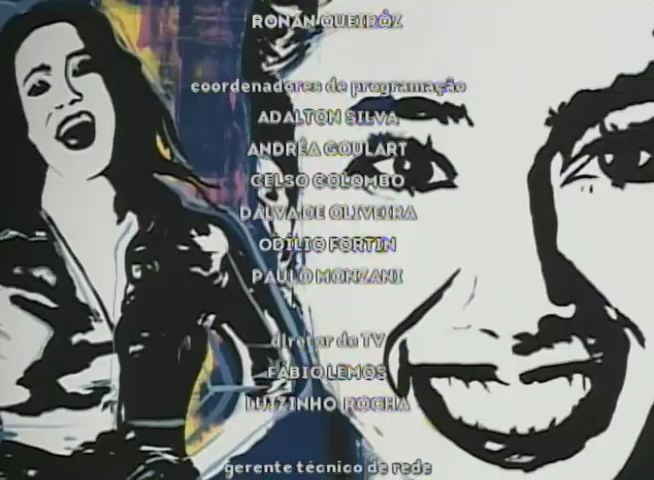 RONAN QUEIRÓZ
coordenadores de programação
ADALTON SILVA
ANDRÉA GOULART
CELSO COLOMBO
DALVA DE OLIVEIRA
ODÍLIO FORTIN
PAULO MONZANI
diretor de TV
FÁBIO LEMOS
LUIZINHO ROCHA
gerente técnico de rede